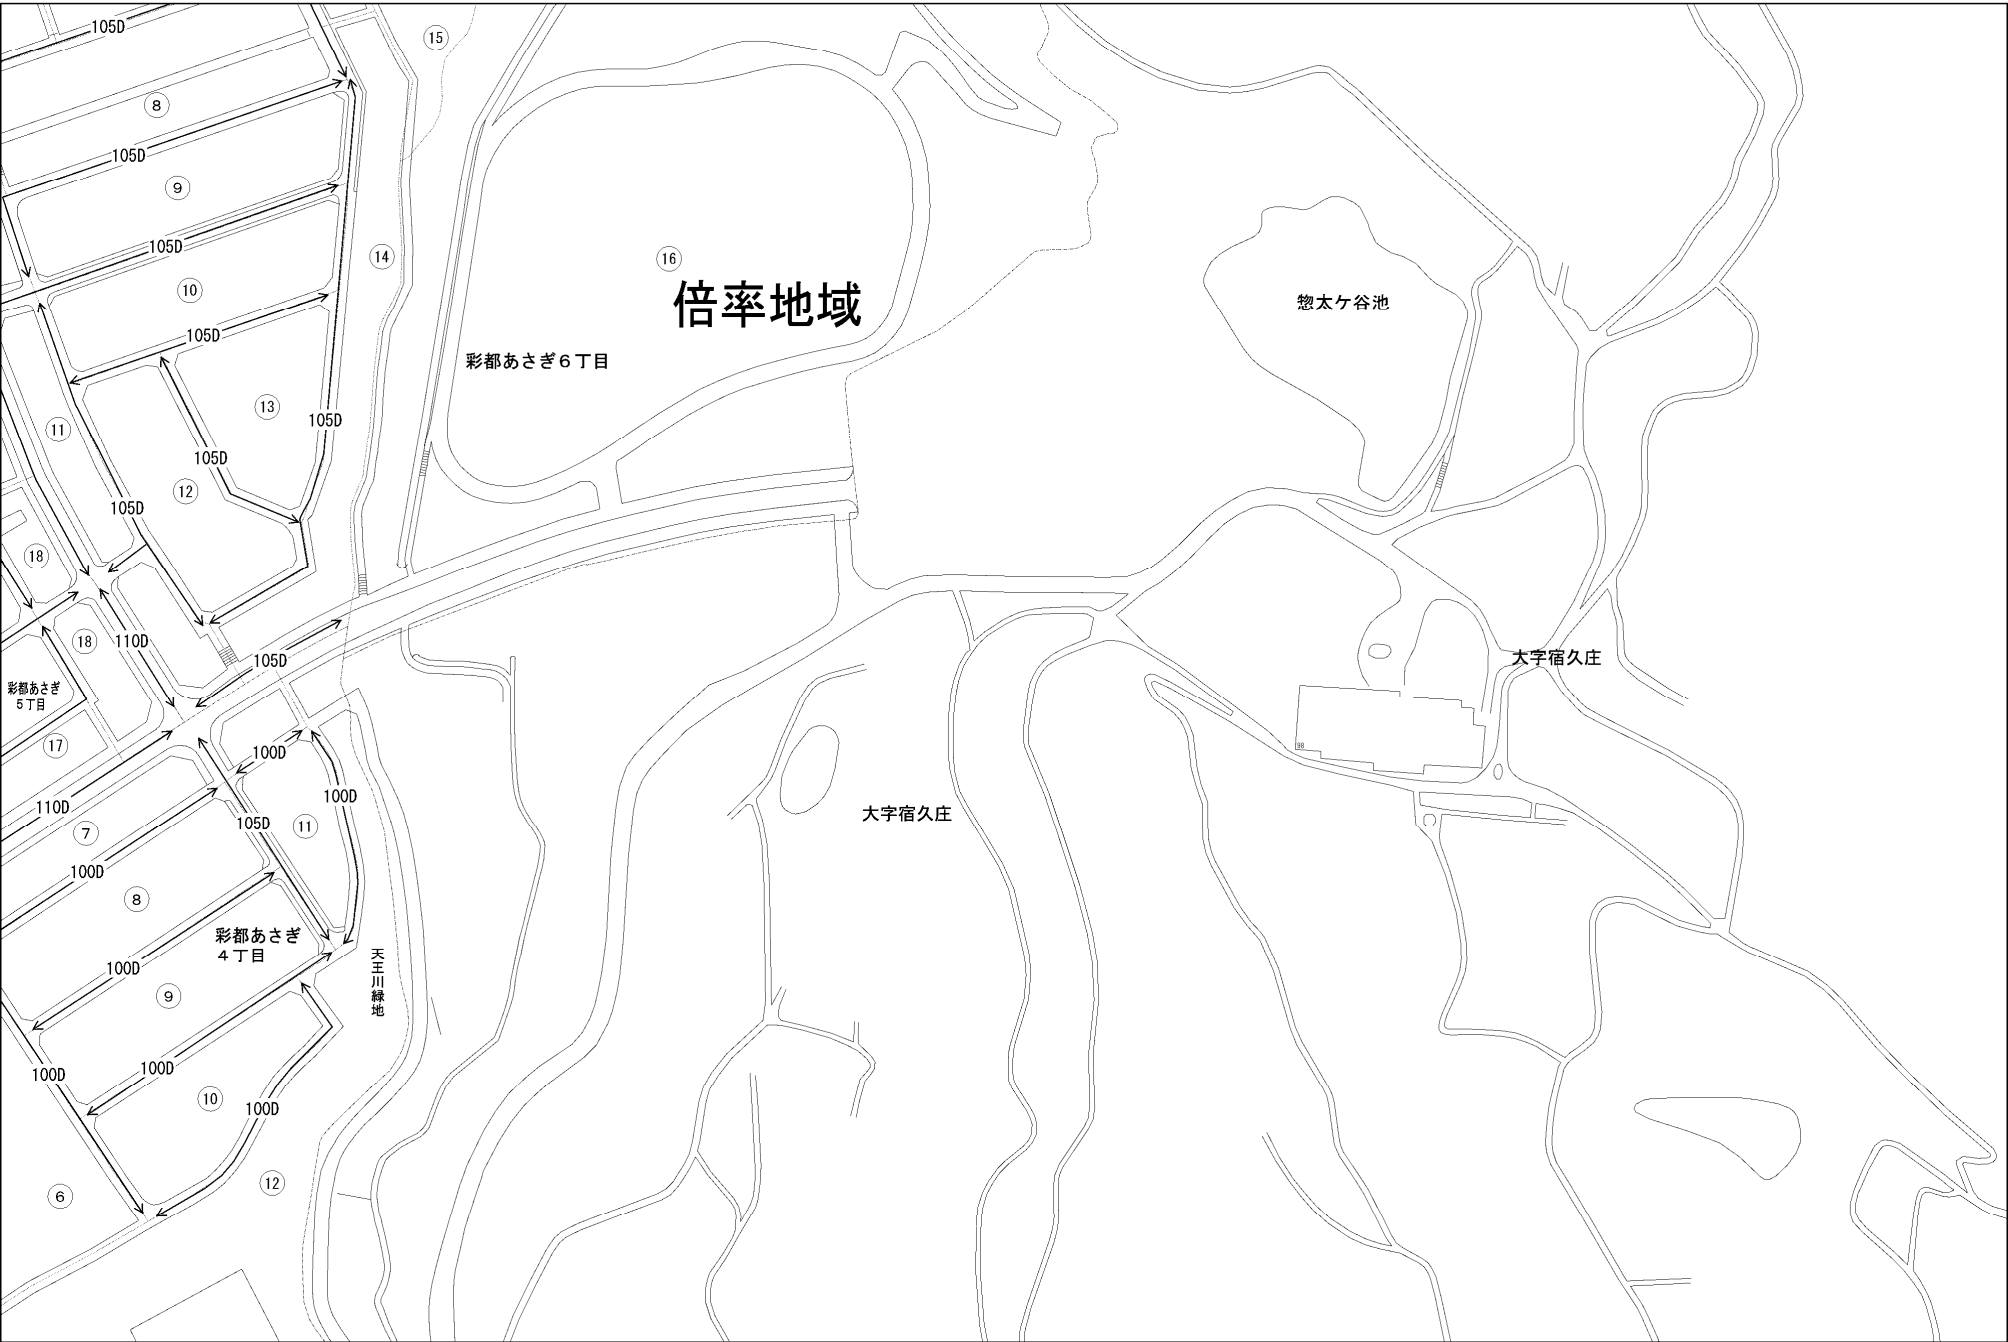 105D
⑮
⑧
105D
⑨
105D
⑭
⑯
⑩
倍率地域
惣太ケ谷池
105D
彩都あさぎ６丁目
⑬
105D
⑪
105D
⑫
105D
⑱
⑱
110D
105D
大字宿久庄
彩都あさぎ
５丁目
⑰
100D
98
100D
110D
大字宿久庄
105D
⑪
⑦
100D
⑧
彩都あさぎ
４丁目
天王川緑地
100D
⑨
100D
100D
⑩
100D
⑫
⑥